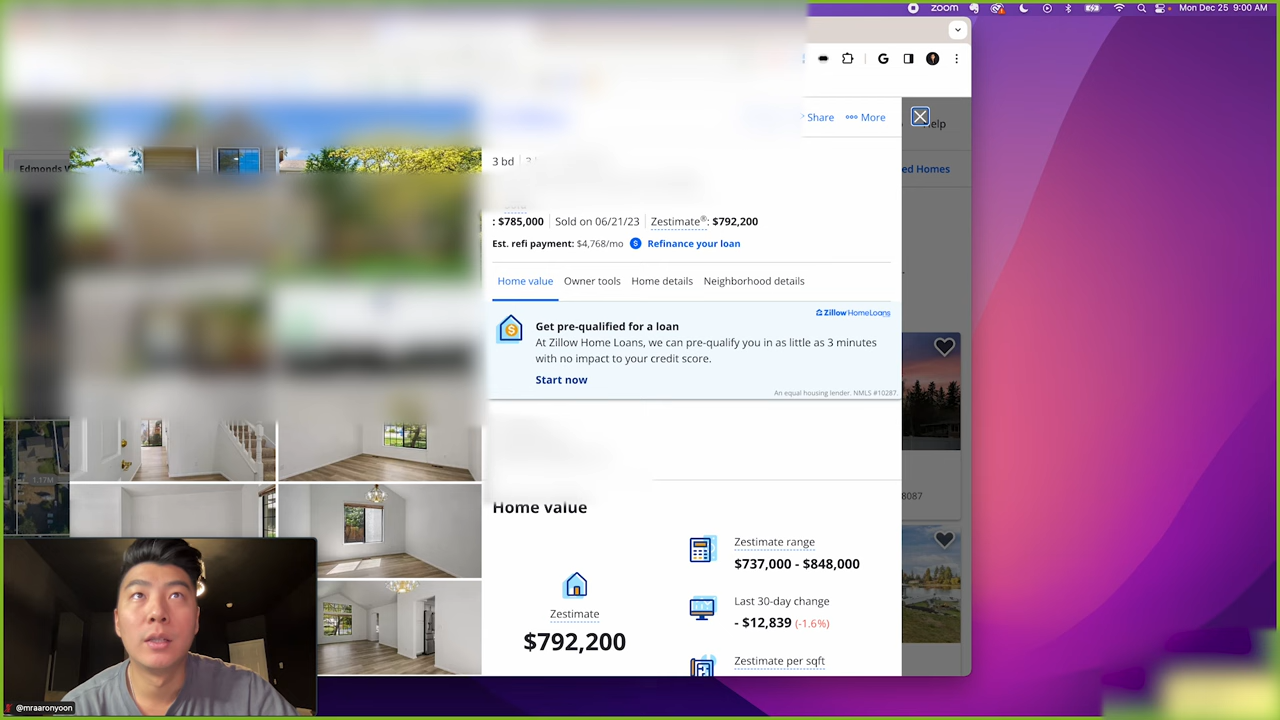 zoom
Mon Dec 25 9:00 AM
Share
More
Edmonds
3 bd
ed Homes
: $785,000
Sold on 06/21/23
Zestimate®: $792,200
Est. refi payment: $4,768/mo
$ Refinance your loan
Home value
Owner tools
Home details
Neighborhood details
Zillow HomeLoans
Get pre-qualified for a loan
At Zillow Home Loans, we can pre-qualify you in as little as 3 minutes
with no impact to your credit score.
Start now
An equal housing lender. NMLS #10287.
1.17M
8087
Home value
Zestimate range
$737,000 - $848,000
Zestimate
$792,200
Last 30-day change
- $12,839 (-1.6%)
Zestimate per sqft
@mraaronyoon